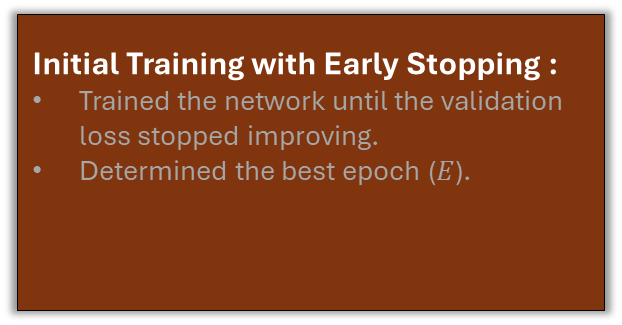 Initial Training with Early Stopping :
• Trained the network until the validation
loss stopped improving.
• Determined the best epoch (𝐸).